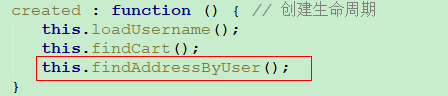 created : function () { // 创建生命周期
this.loadUsername();
this.findCart();
this.findAddressByUser();
}